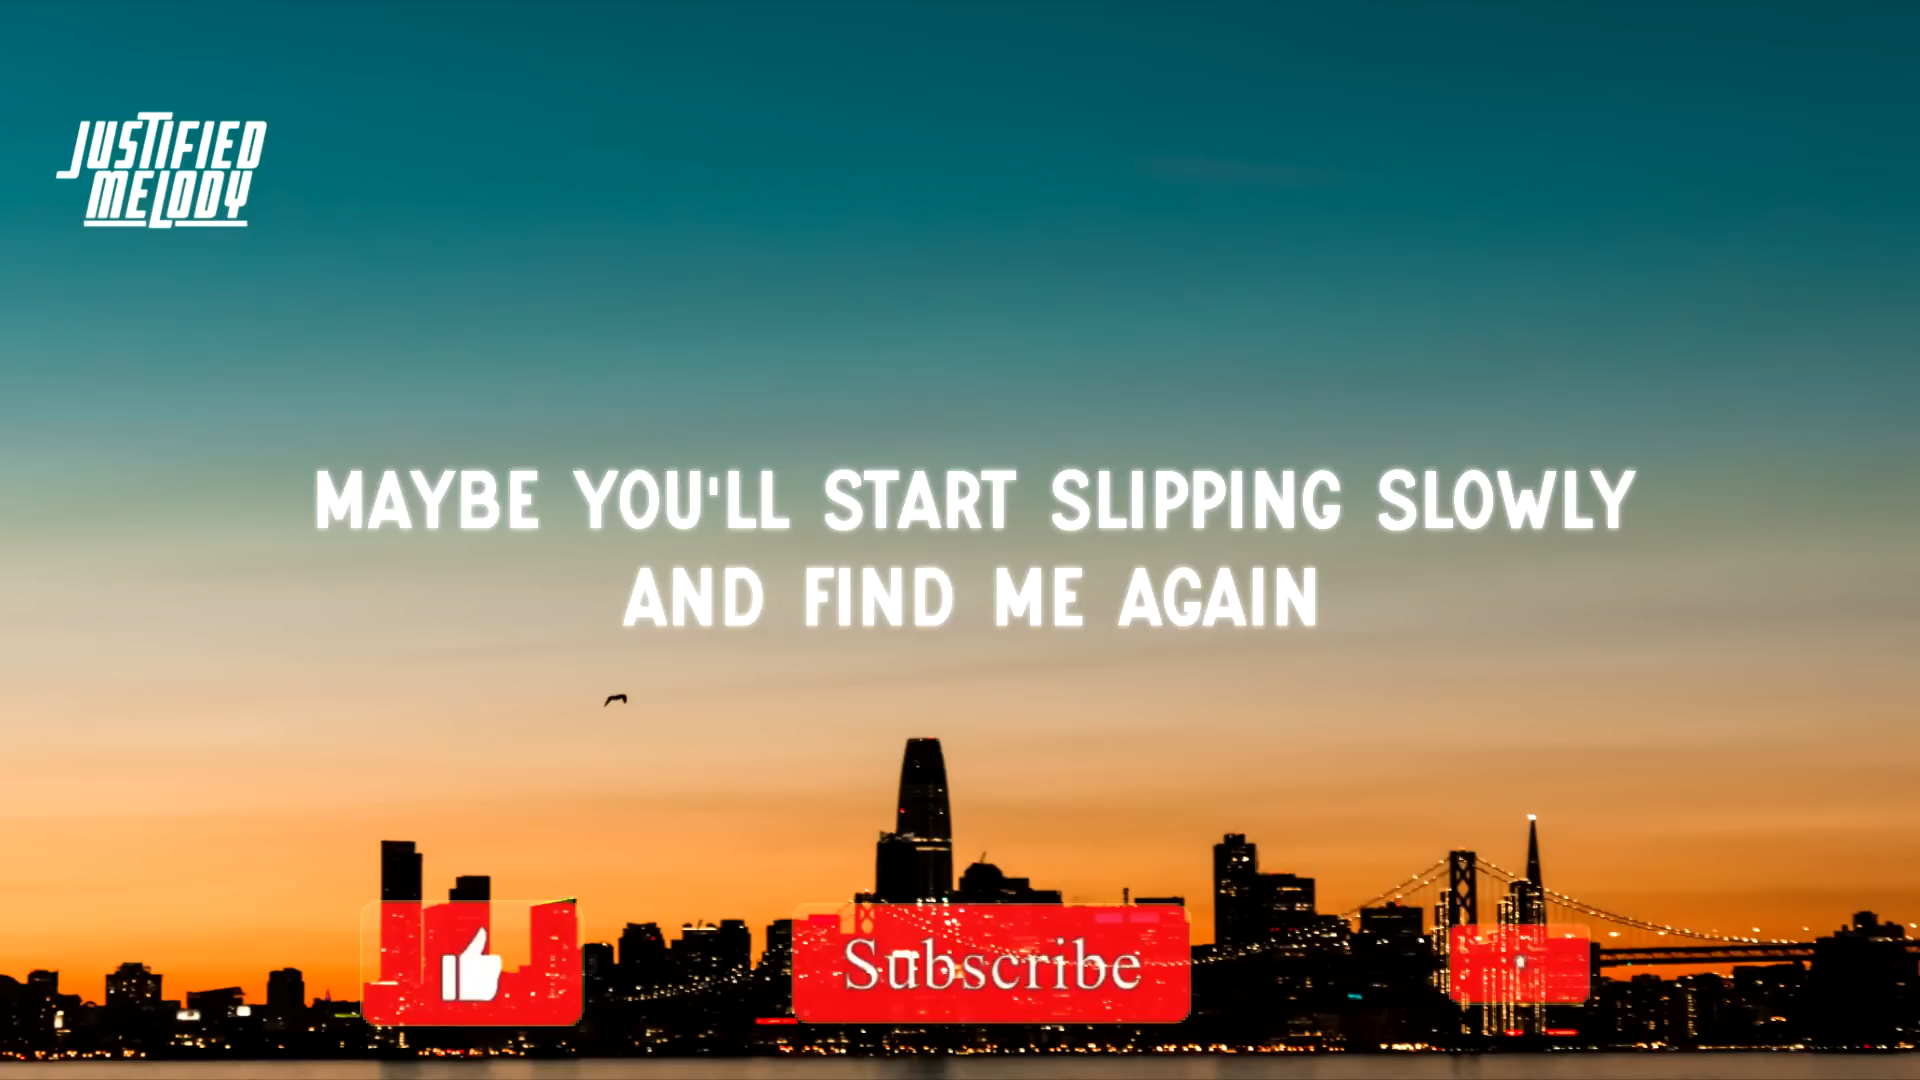 JUSTIFIED
MELODY
MAYBE YOU'LL START SLIPPING SLOWLY
AND FIND ME AGAIN
Subscribe